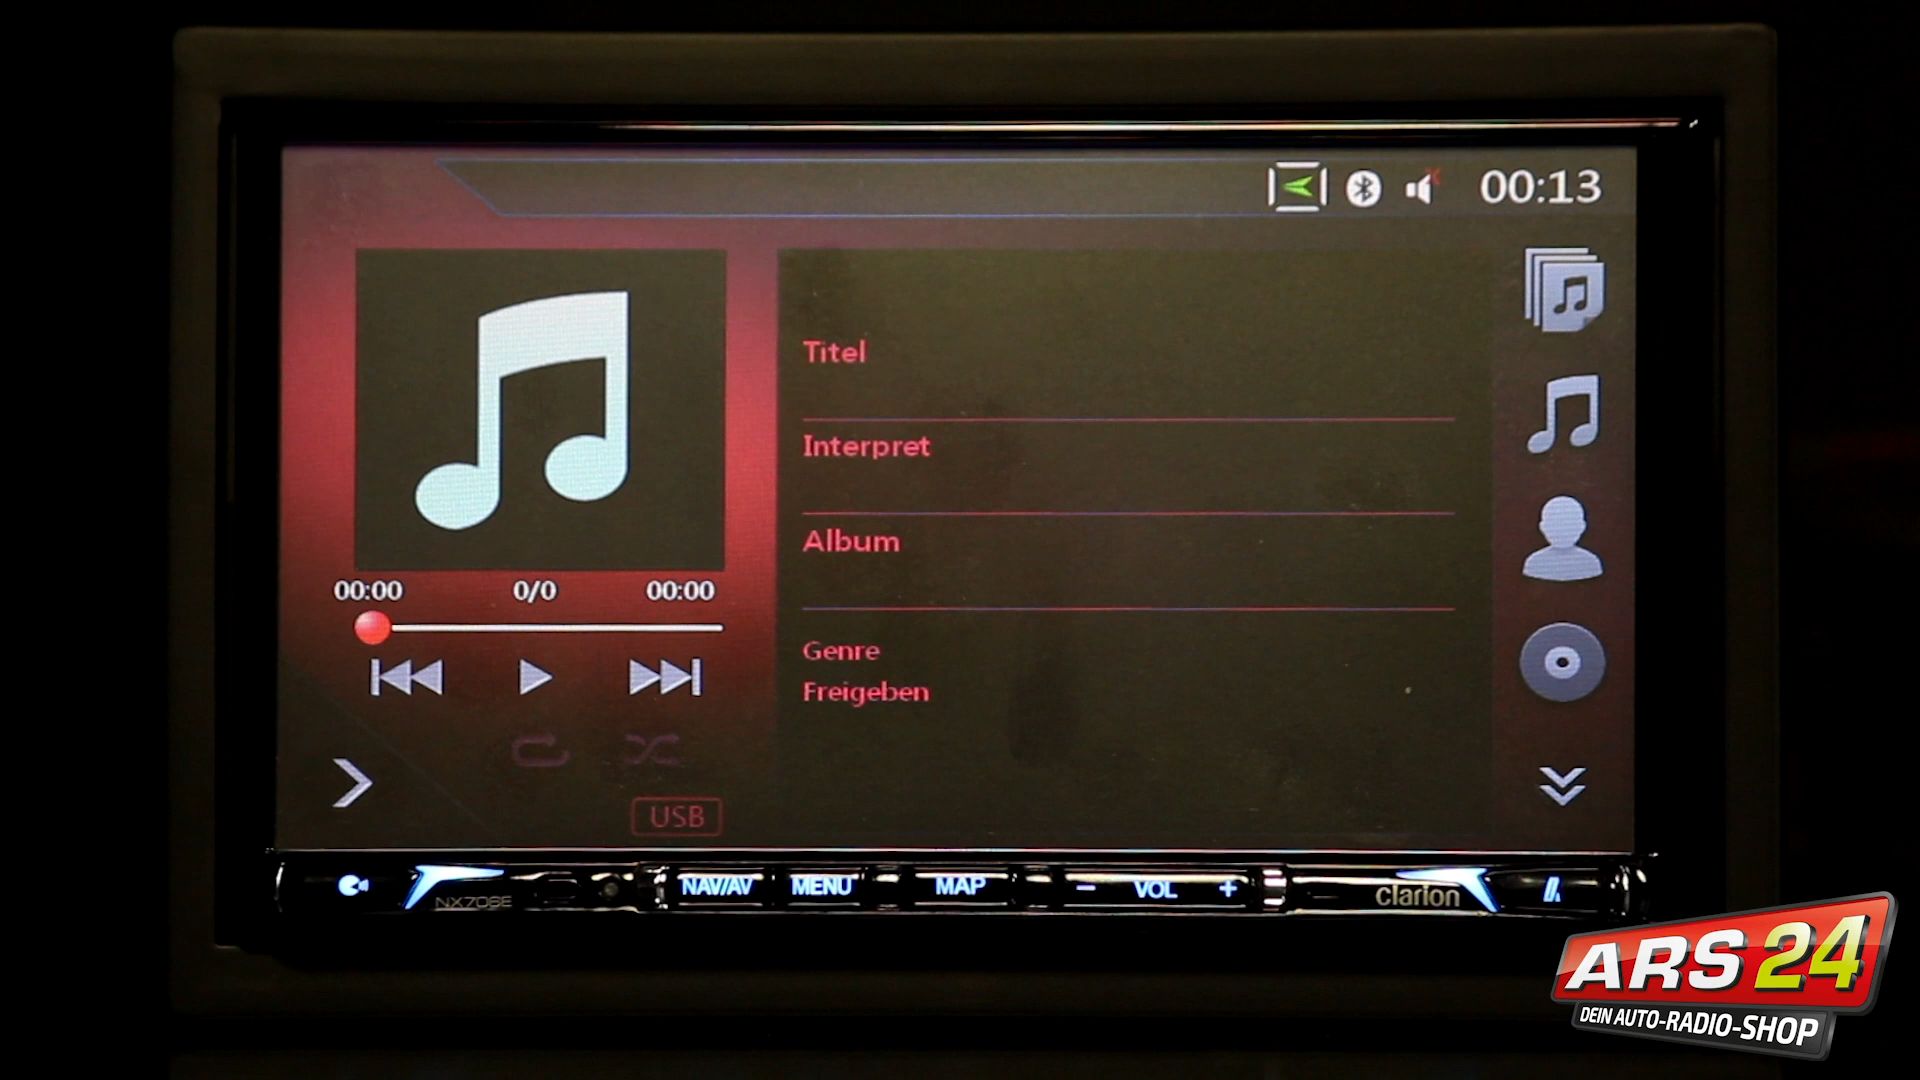 00:13
Titel
Interpret
Album
00:00 0/0 00:00
Genre
Freigeben
USB
NX706E
NAV/AV MENU MAP - VOL +
clarion
ARS 24
DEIN AUTO-RADIO-SHOP